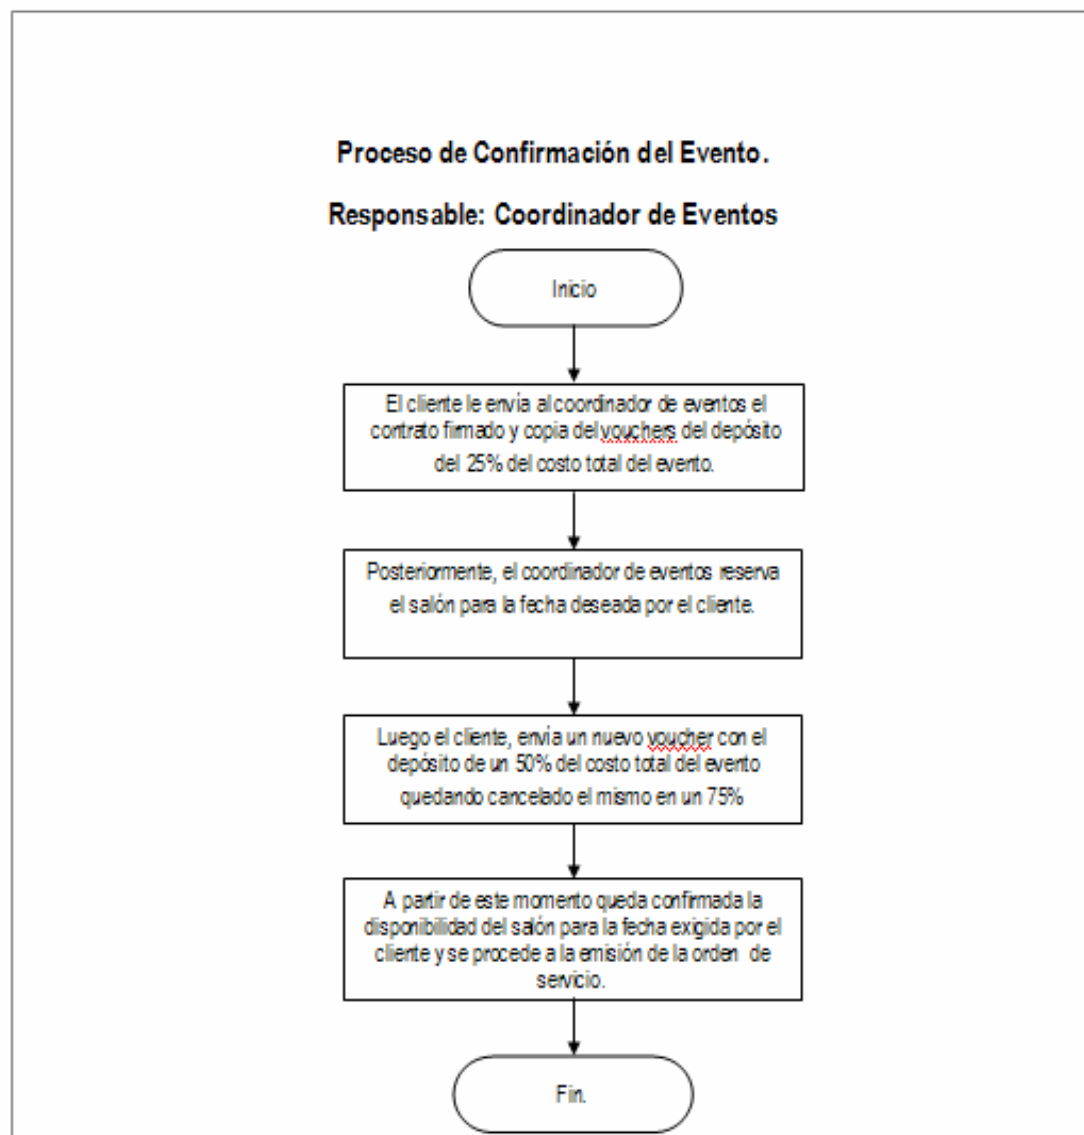 Proceso de Confirmación del Evento.
Responsable: Coordinador de Eventos
Inicio
El cliente le envía al coordinador de eventos el
contrato firmado y copia del vouchers del depósito
del 25% del costo total del evento.
Posteriormente, el coordinador de eventos reserva
el salón para la fecha deseada por el cliente.
Luego el cliente, envía un nuevo voucher con el
depósito de un 50% del costo total del evento
quedando cancelado el mismo en un 75%
A partir de este momento queda confirmada la
disponibilidad del salón para la fecha exigida por el
cliente y se procede a la emisión de la orden de
servicio.
Fin.